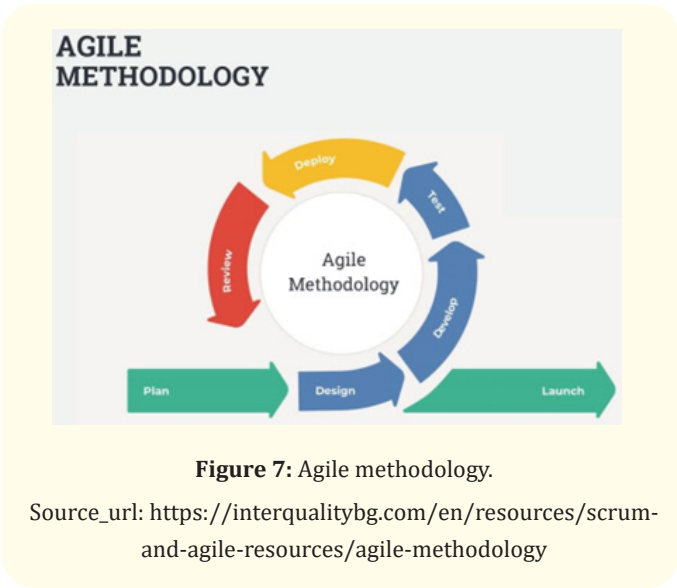 AGILE
METHODOLOGY
Deploy
Test
Review
Agile
Methodology
Develop
Plan
Design
Launch
Figure 7: Agile methodology.
Source_url: https://interqualitybg.com/en/resources/scrum-
and-agile-resources/agile-methodology